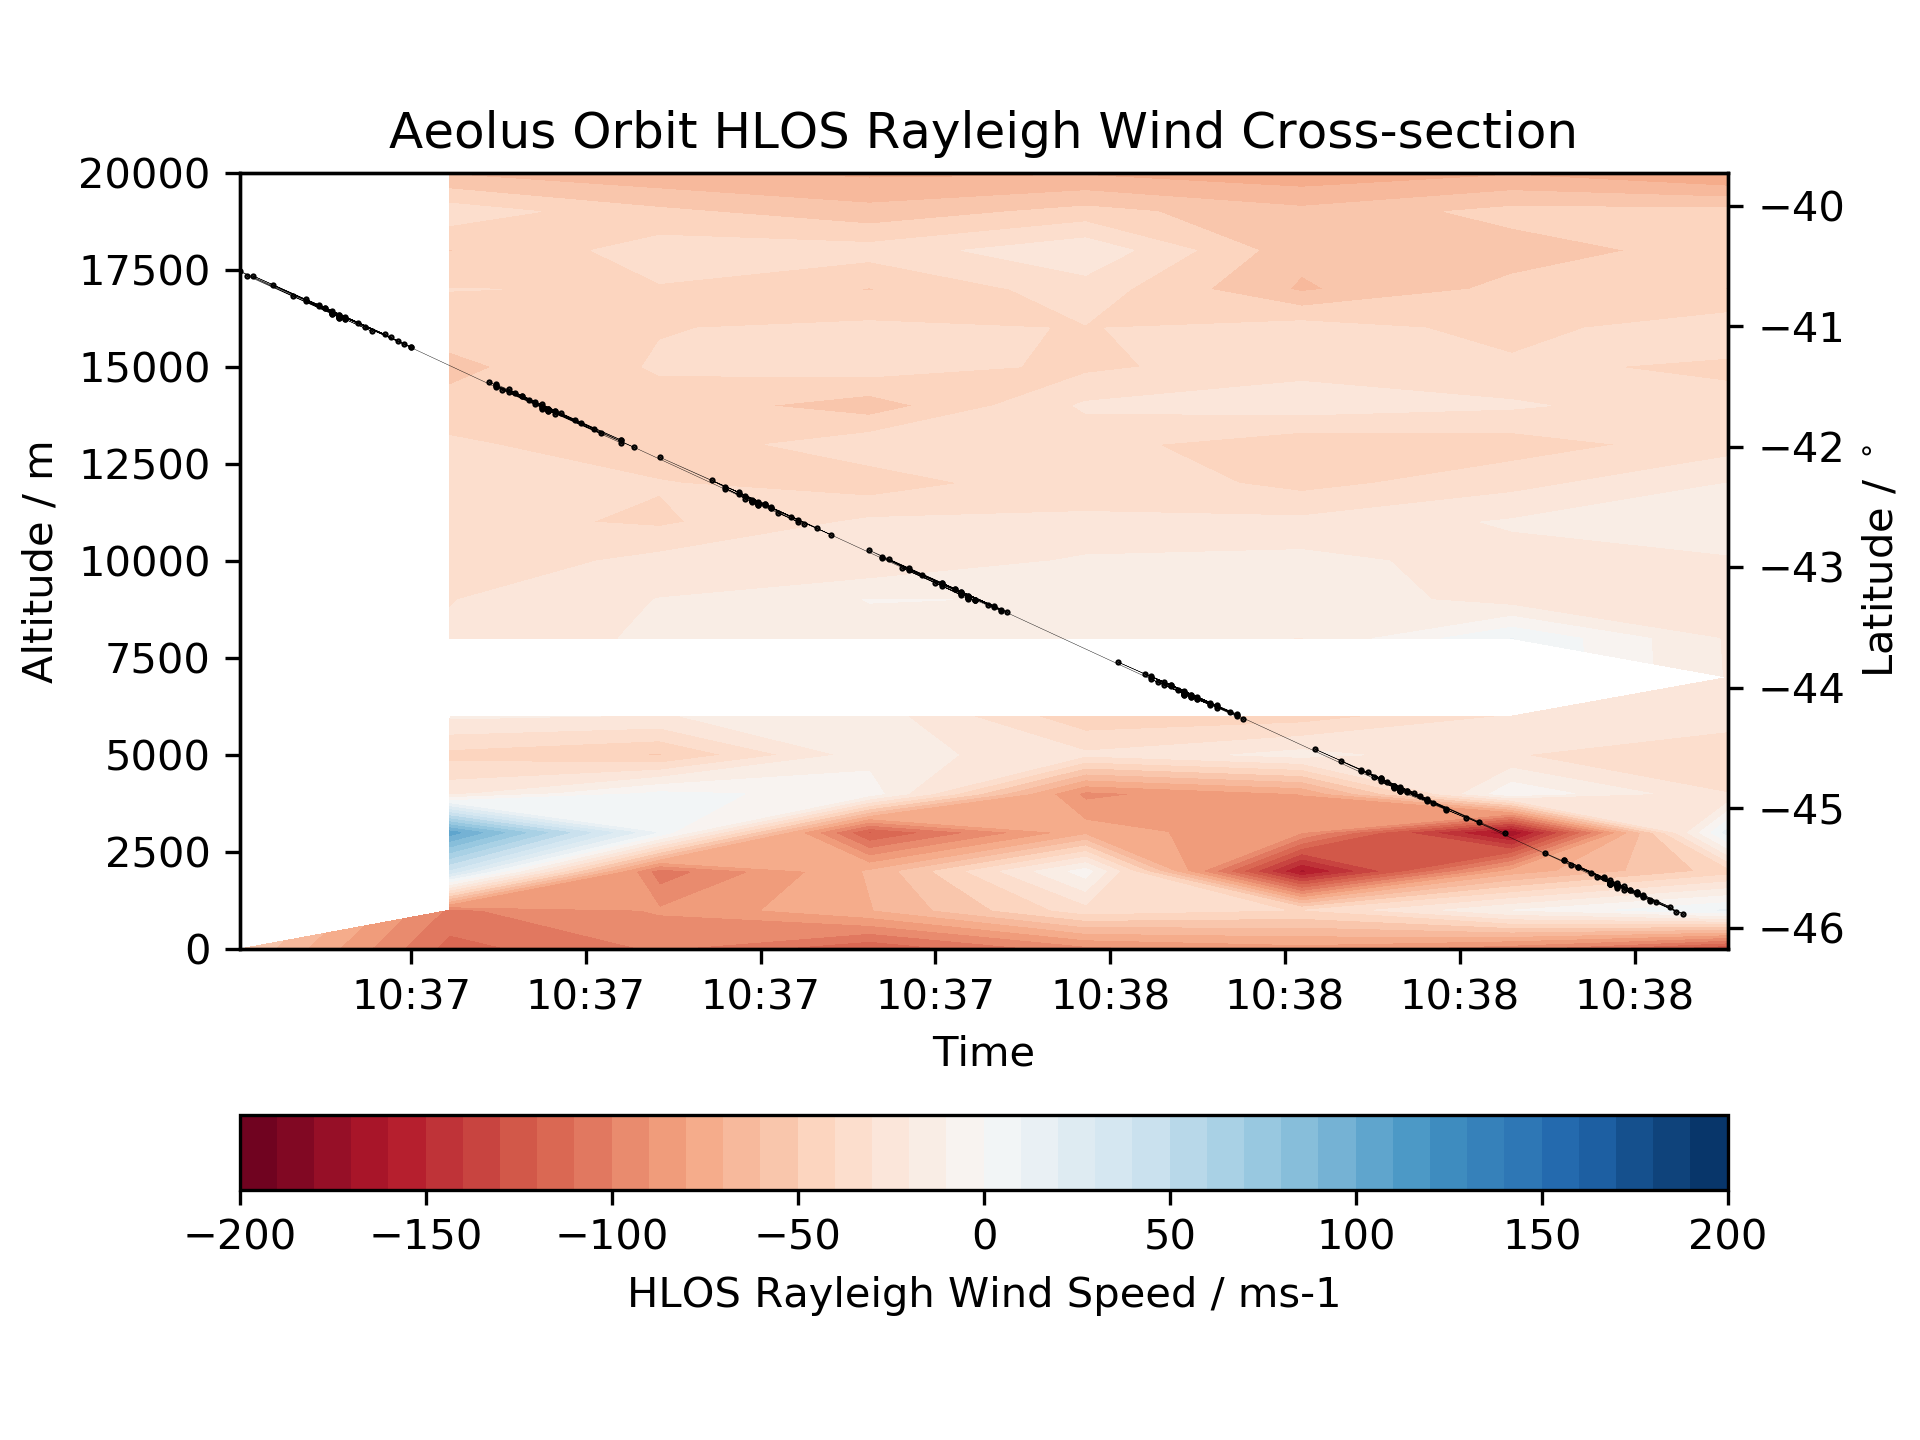 Aeolus Orbit HLOS Rayleigh Wind Cross-section
20000
17500
15000
12500
10000
7500
5000
2500
0
Altitude / m
−40
−41
−42
−43
−44
−45
−46
Latitude / °
10:37 10:37 10:37 10:37 10:38 10:38 10:38 10:38
Time
−200 −150 −100 −50 0 50 100 150 200
HLOS Rayleigh Wind Speed / ms-1